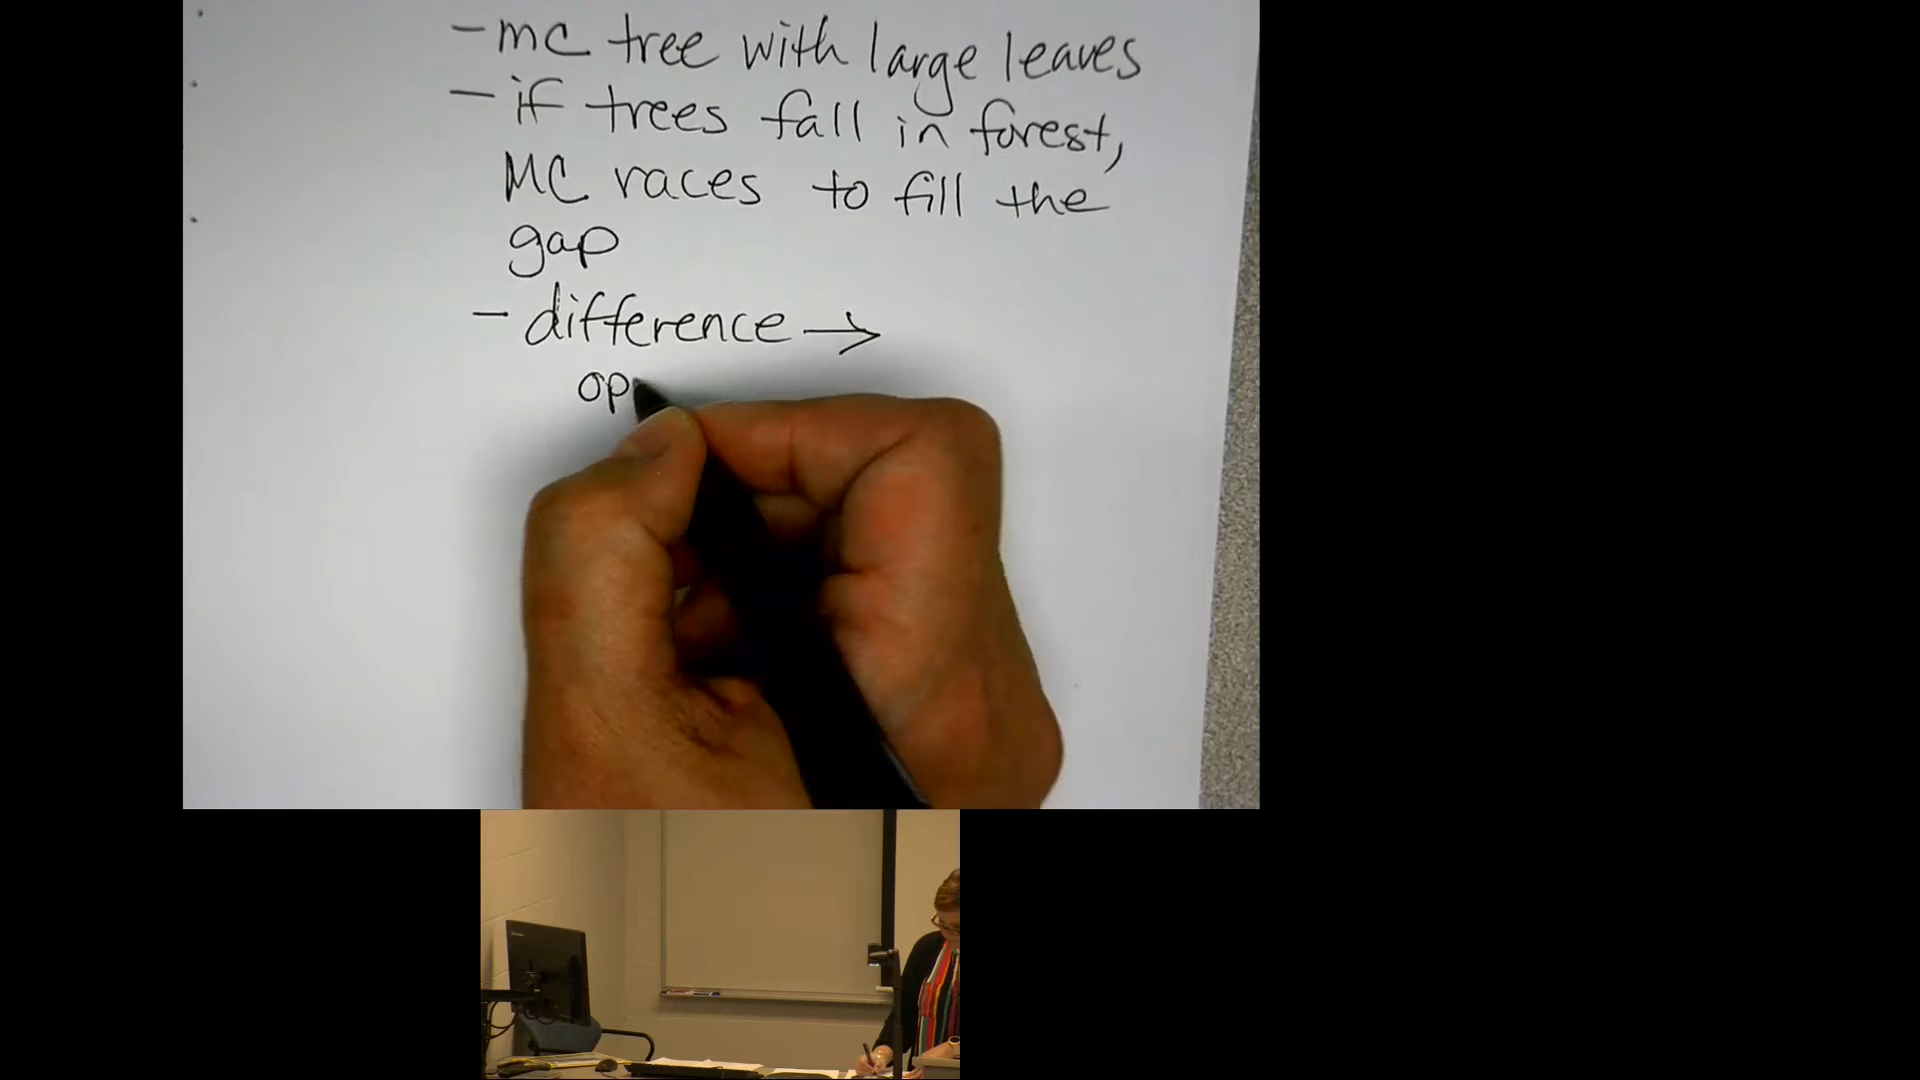 - mc tree with large leaves
- if trees fall in forest,
MC races to fill the
gap
- difference →
op